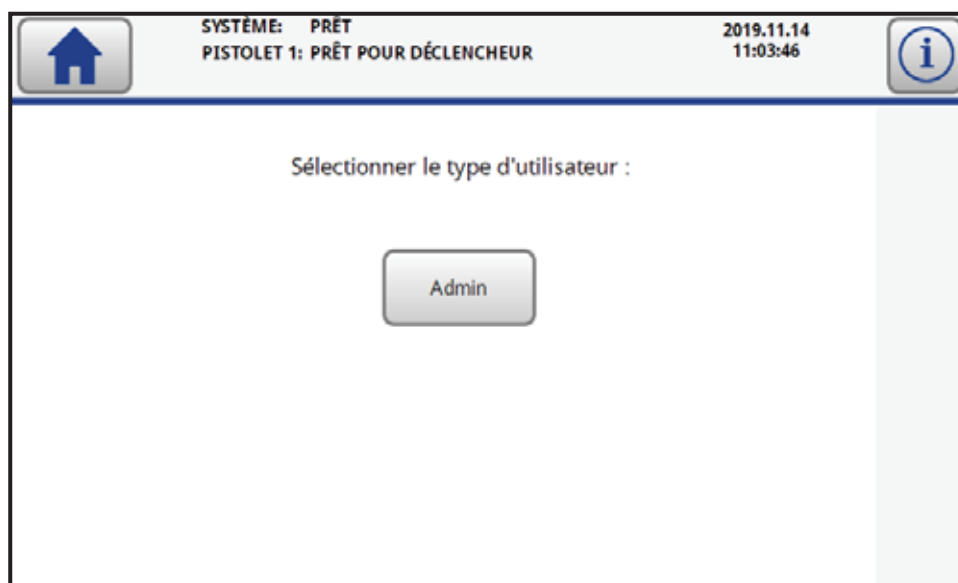 SYSTÈME: PRÊT
PISTOLET 1: PRÊT POUR DÉCLENCHEUR
2019.11.14
11:03:46
i
Sélectionner le type d'utilisateur :
Admin